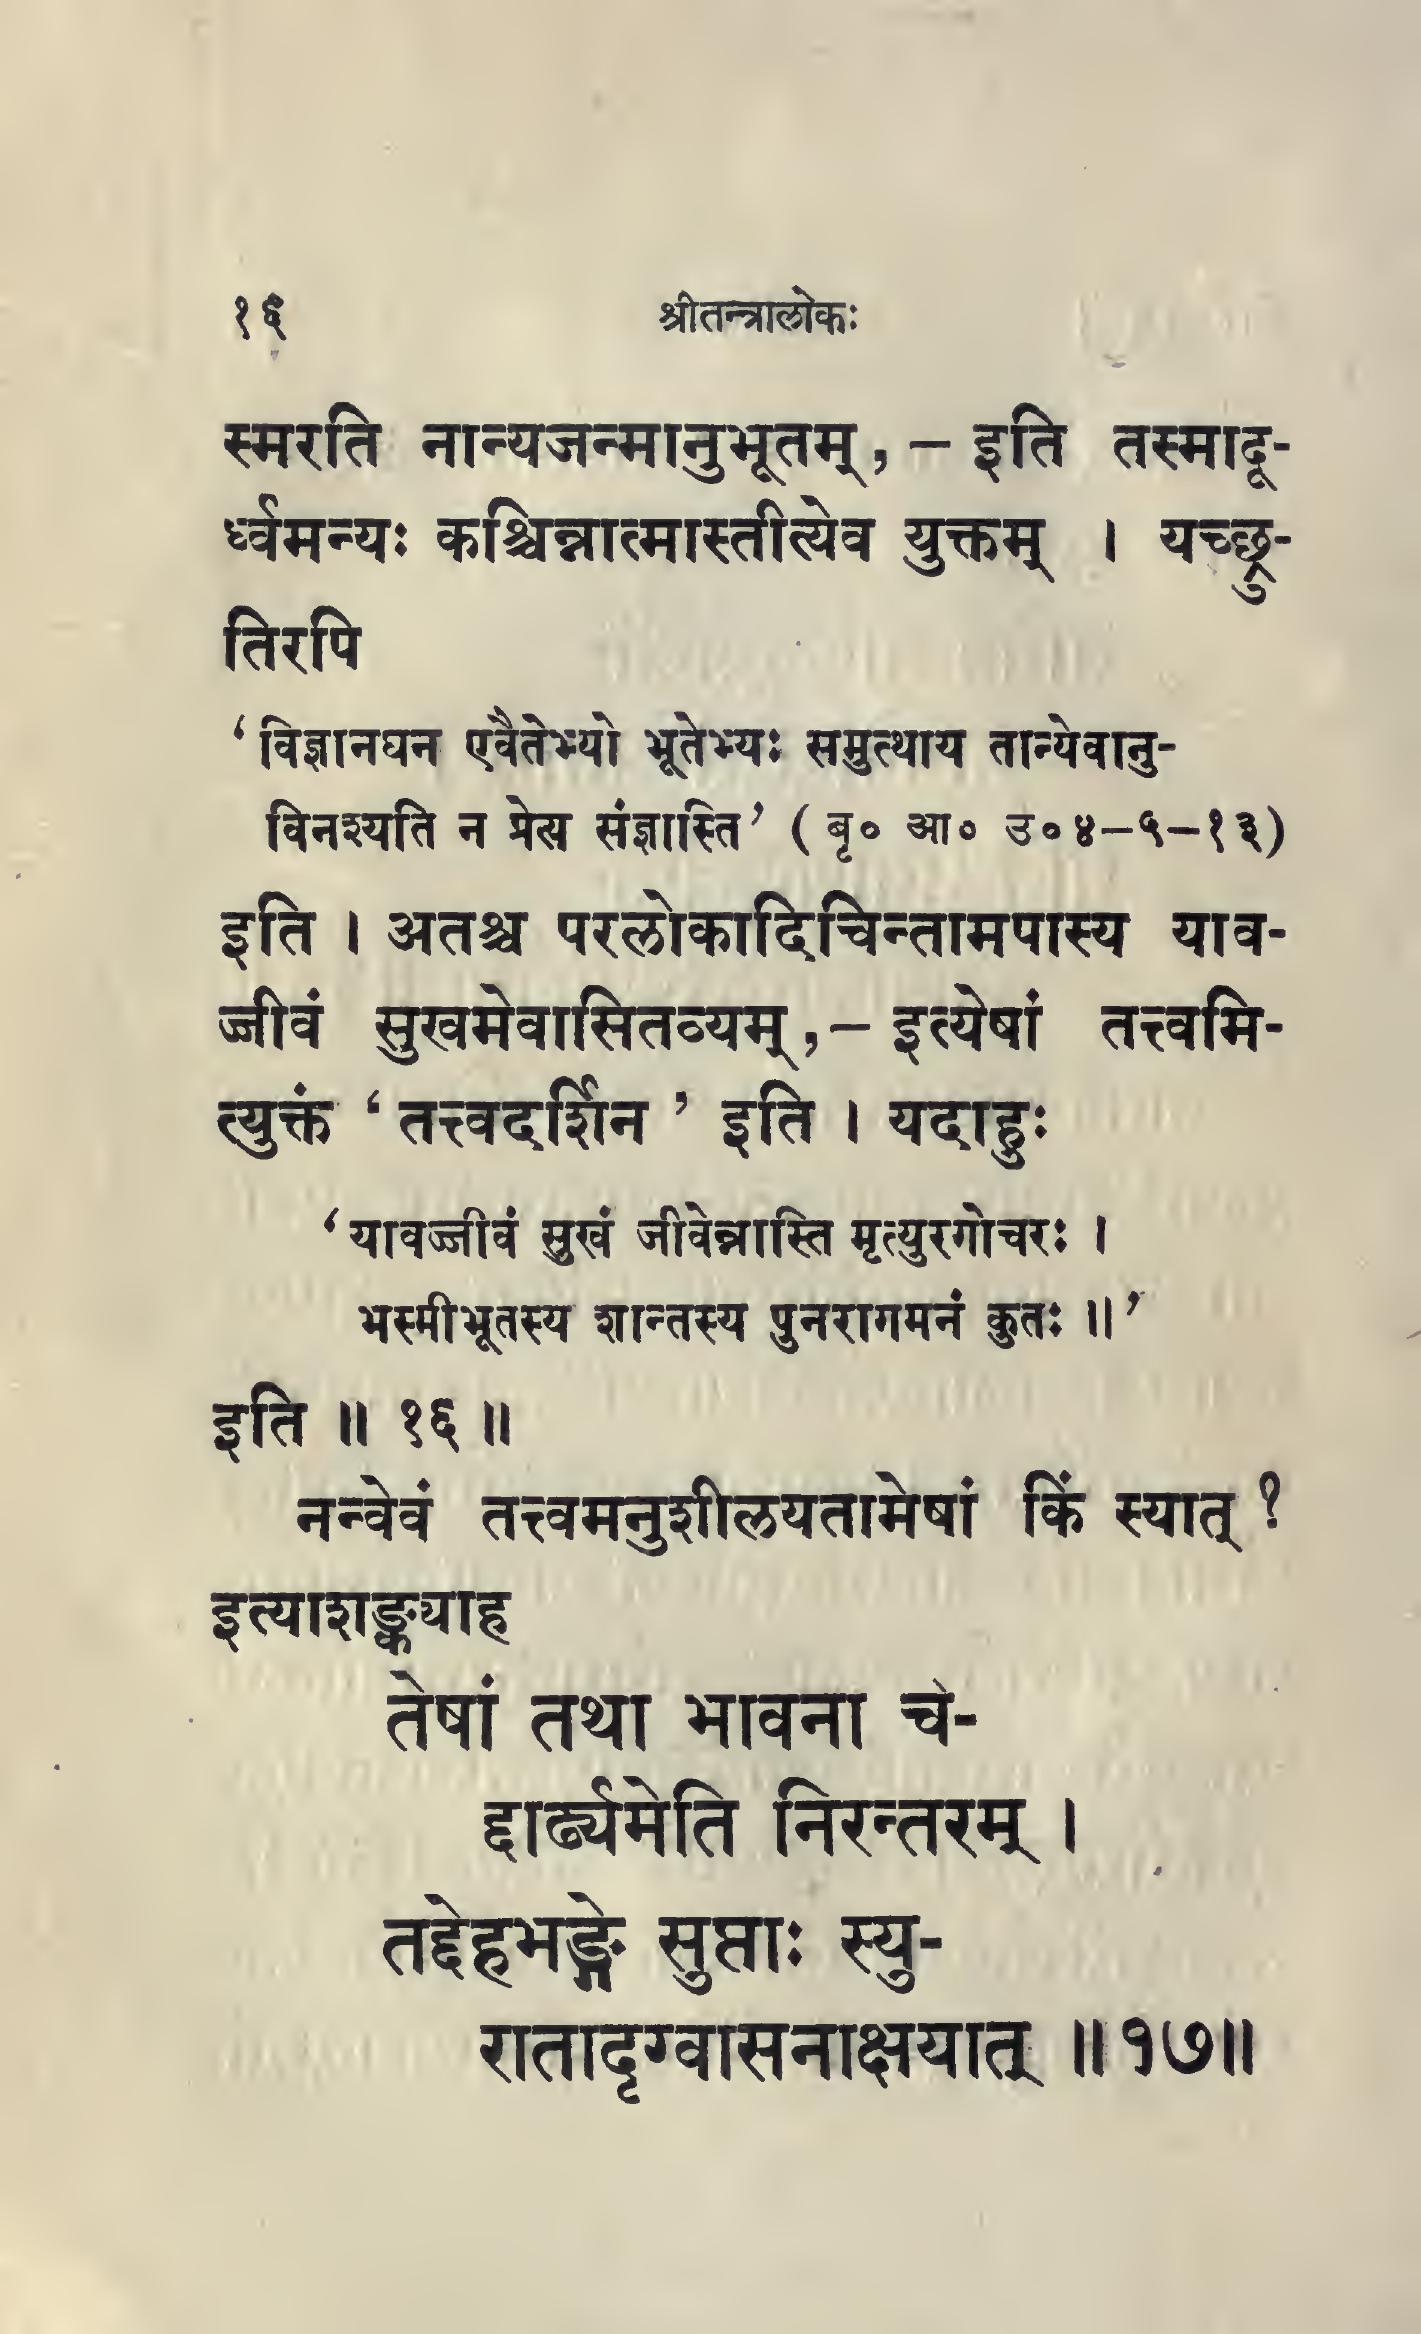 १६ श्रीतन्त्रालोकः
स्मरति नान्यजन्मानुभूतम्, – इति तस्मादू-
र्ध्वमन्यः कश्चिन्नात्मास्तीत्येव युक्तम् । यच्छ्रु-
तिरपि
‘विज्ञानघन एवैतेभ्यो भूतेभ्यः समुत्थाय तान्येवानु-
विनश्यति न प्रेत्य संज्ञास्ति’ ( बृ० आ० उ० ४–५–१३)
इति । अतश्च परलोकादिचिन्तामपास्य याव-
ज्जीवं सुखमेवासितव्यम्, – इत्येषां तत्त्वमि-
त्युक्तं ‘ तत्त्वदर्शिन ’ इति । यदाहुः
‘यावज्जीवं सुखं जीवेन्नास्ति मृत्युरगोचरः ।
भस्मीभूतस्य शान्तस्य पुनरागमनं कुतः ॥’
इति ॥ १६ ॥
नन्वेवं तत्त्वमनुशीलयतामेषां किं स्यात् ?
इत्याशङ्क्याह
तेषां तथा भावना चे-
द्दार्ढ्यमेति निरन्तरम् ।
तद्देहभङ्गे सुप्ताः स्यु-
रातादृग्वासनाक्षयात् ॥१७॥